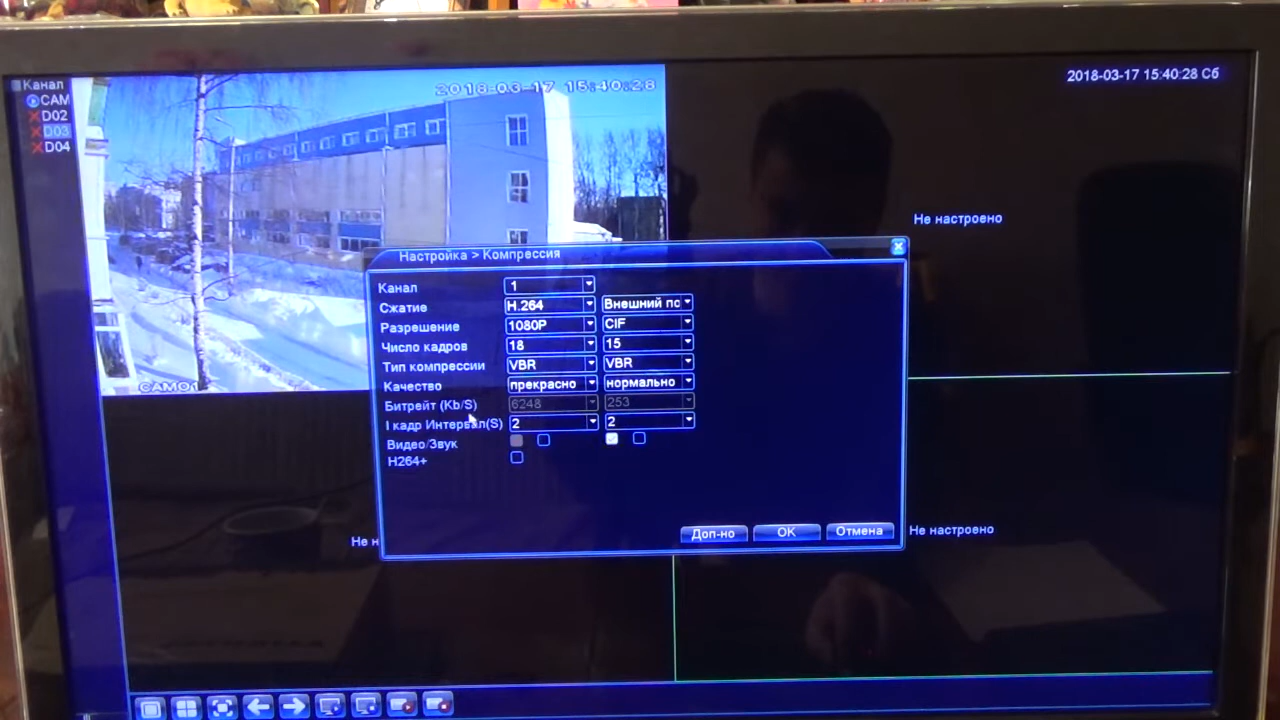 Канал
CAM
D02
D03
D04
2018-03-17 15:40:28
2018-03-17 15:40:28 Сб
CAM01
Не настроено
Настройка > Компрессия
Канал 1
Сжатие H.264 Внешний по
Разрешение 1080P CIF
Число кадров 18 15
Тип компрессии VBR VBR
Качество прекрасно нормально
Битрейт (Kb/S) 6248 253
I кадр Интервал(S) 2 2
Видео/Звук
H264+
Доп-но OK Отмена
Не н
Не настроено